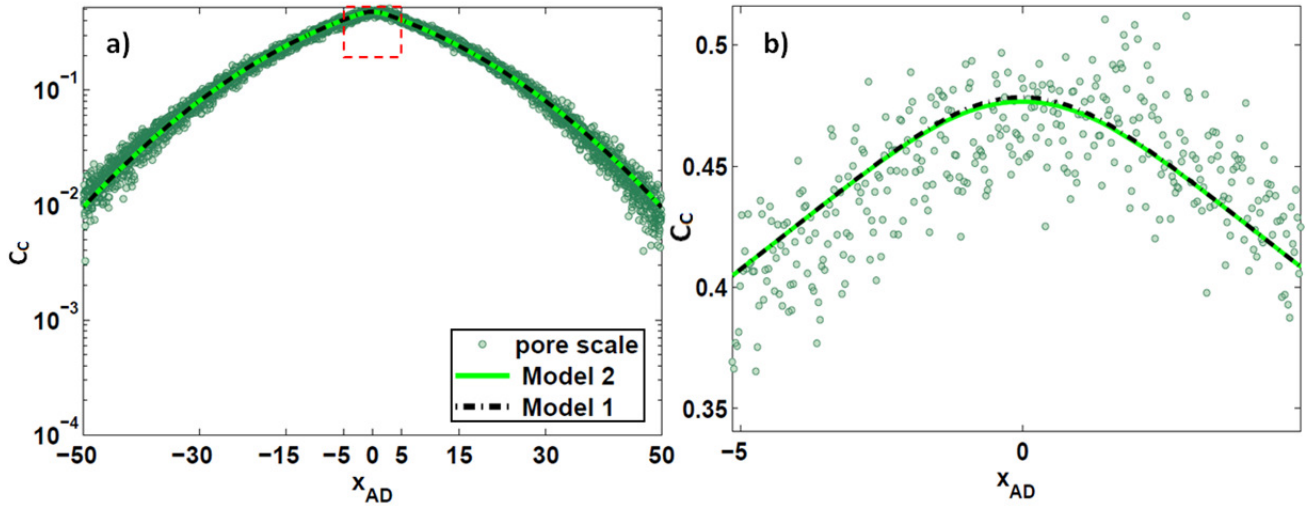 a)
10⁻¹
10⁻²
10⁻³
10⁻⁴
C_C
pore scale
Model 2
Model 1
−50 −30 −15 −5 0 5 15 30 50
x_AD
b)
0.5
0.45
0.4
0.35
C_C
−5 0
x_AD